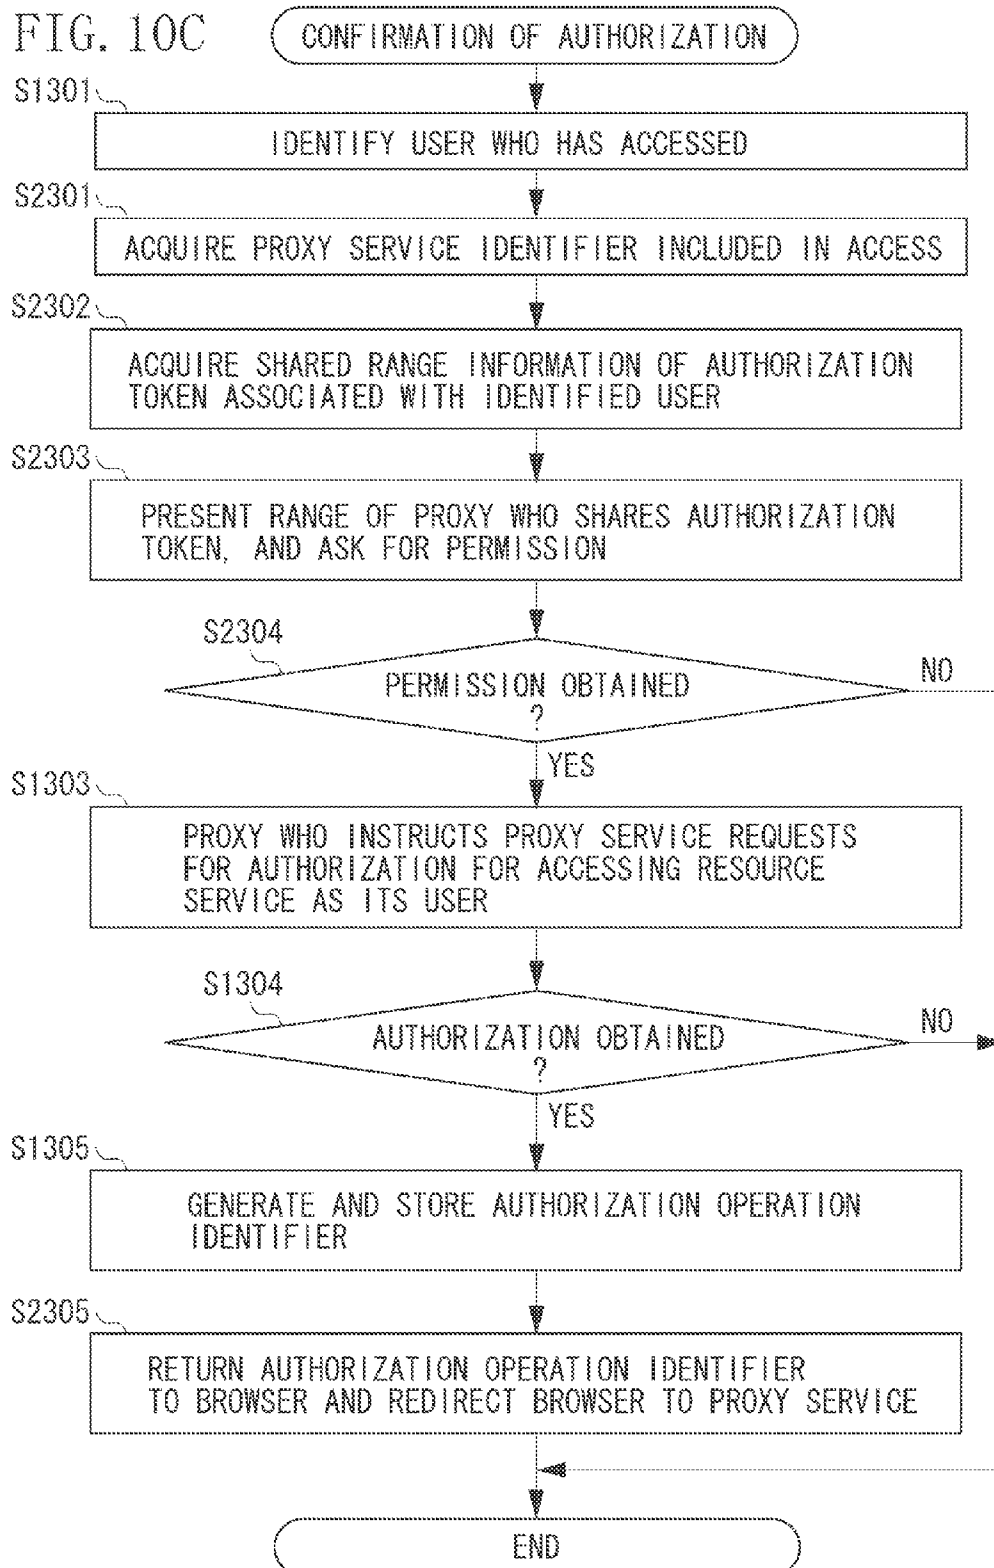 FIG. 10C
CONFIRMATION OF AUTHORIZATION
S1301
IDENTIFY USER WHO HAS ACCESSED
S2301
ACQUIRE PROXY SERVICE IDENTIFIER INCLUDED IN ACCESS
S2302
ACQUIRE SHARED RANGE INFORMATION OF AUTHORIZATION
TOKEN ASSOCIATED WITH IDENTIFIED USER
S2303
PRESENT RANGE OF PROXY WHO SHARES AUTHORIZATION
TOKEN, AND ASK FOR PERMISSION
S2304
PERMISSION OBTAINED
?
NO
YES
S1303
PROXY WHO INSTRUCTS PROXY SERVICE REQUESTS
FOR AUTHORIZATION FOR ACCESSING RESOURCE
SERVICE AS ITS USER
S1304
AUTHORIZATION OBTAINED
?
NO
YES
S1305
GENERATE AND STORE AUTHORIZATION OPERATION
IDENTIFIER
S2305
RETURN AUTHORIZATION OPERATION IDENTIFIER
TO BROWSER AND REDIRECT BROWSER TO PROXY SERVICE
END